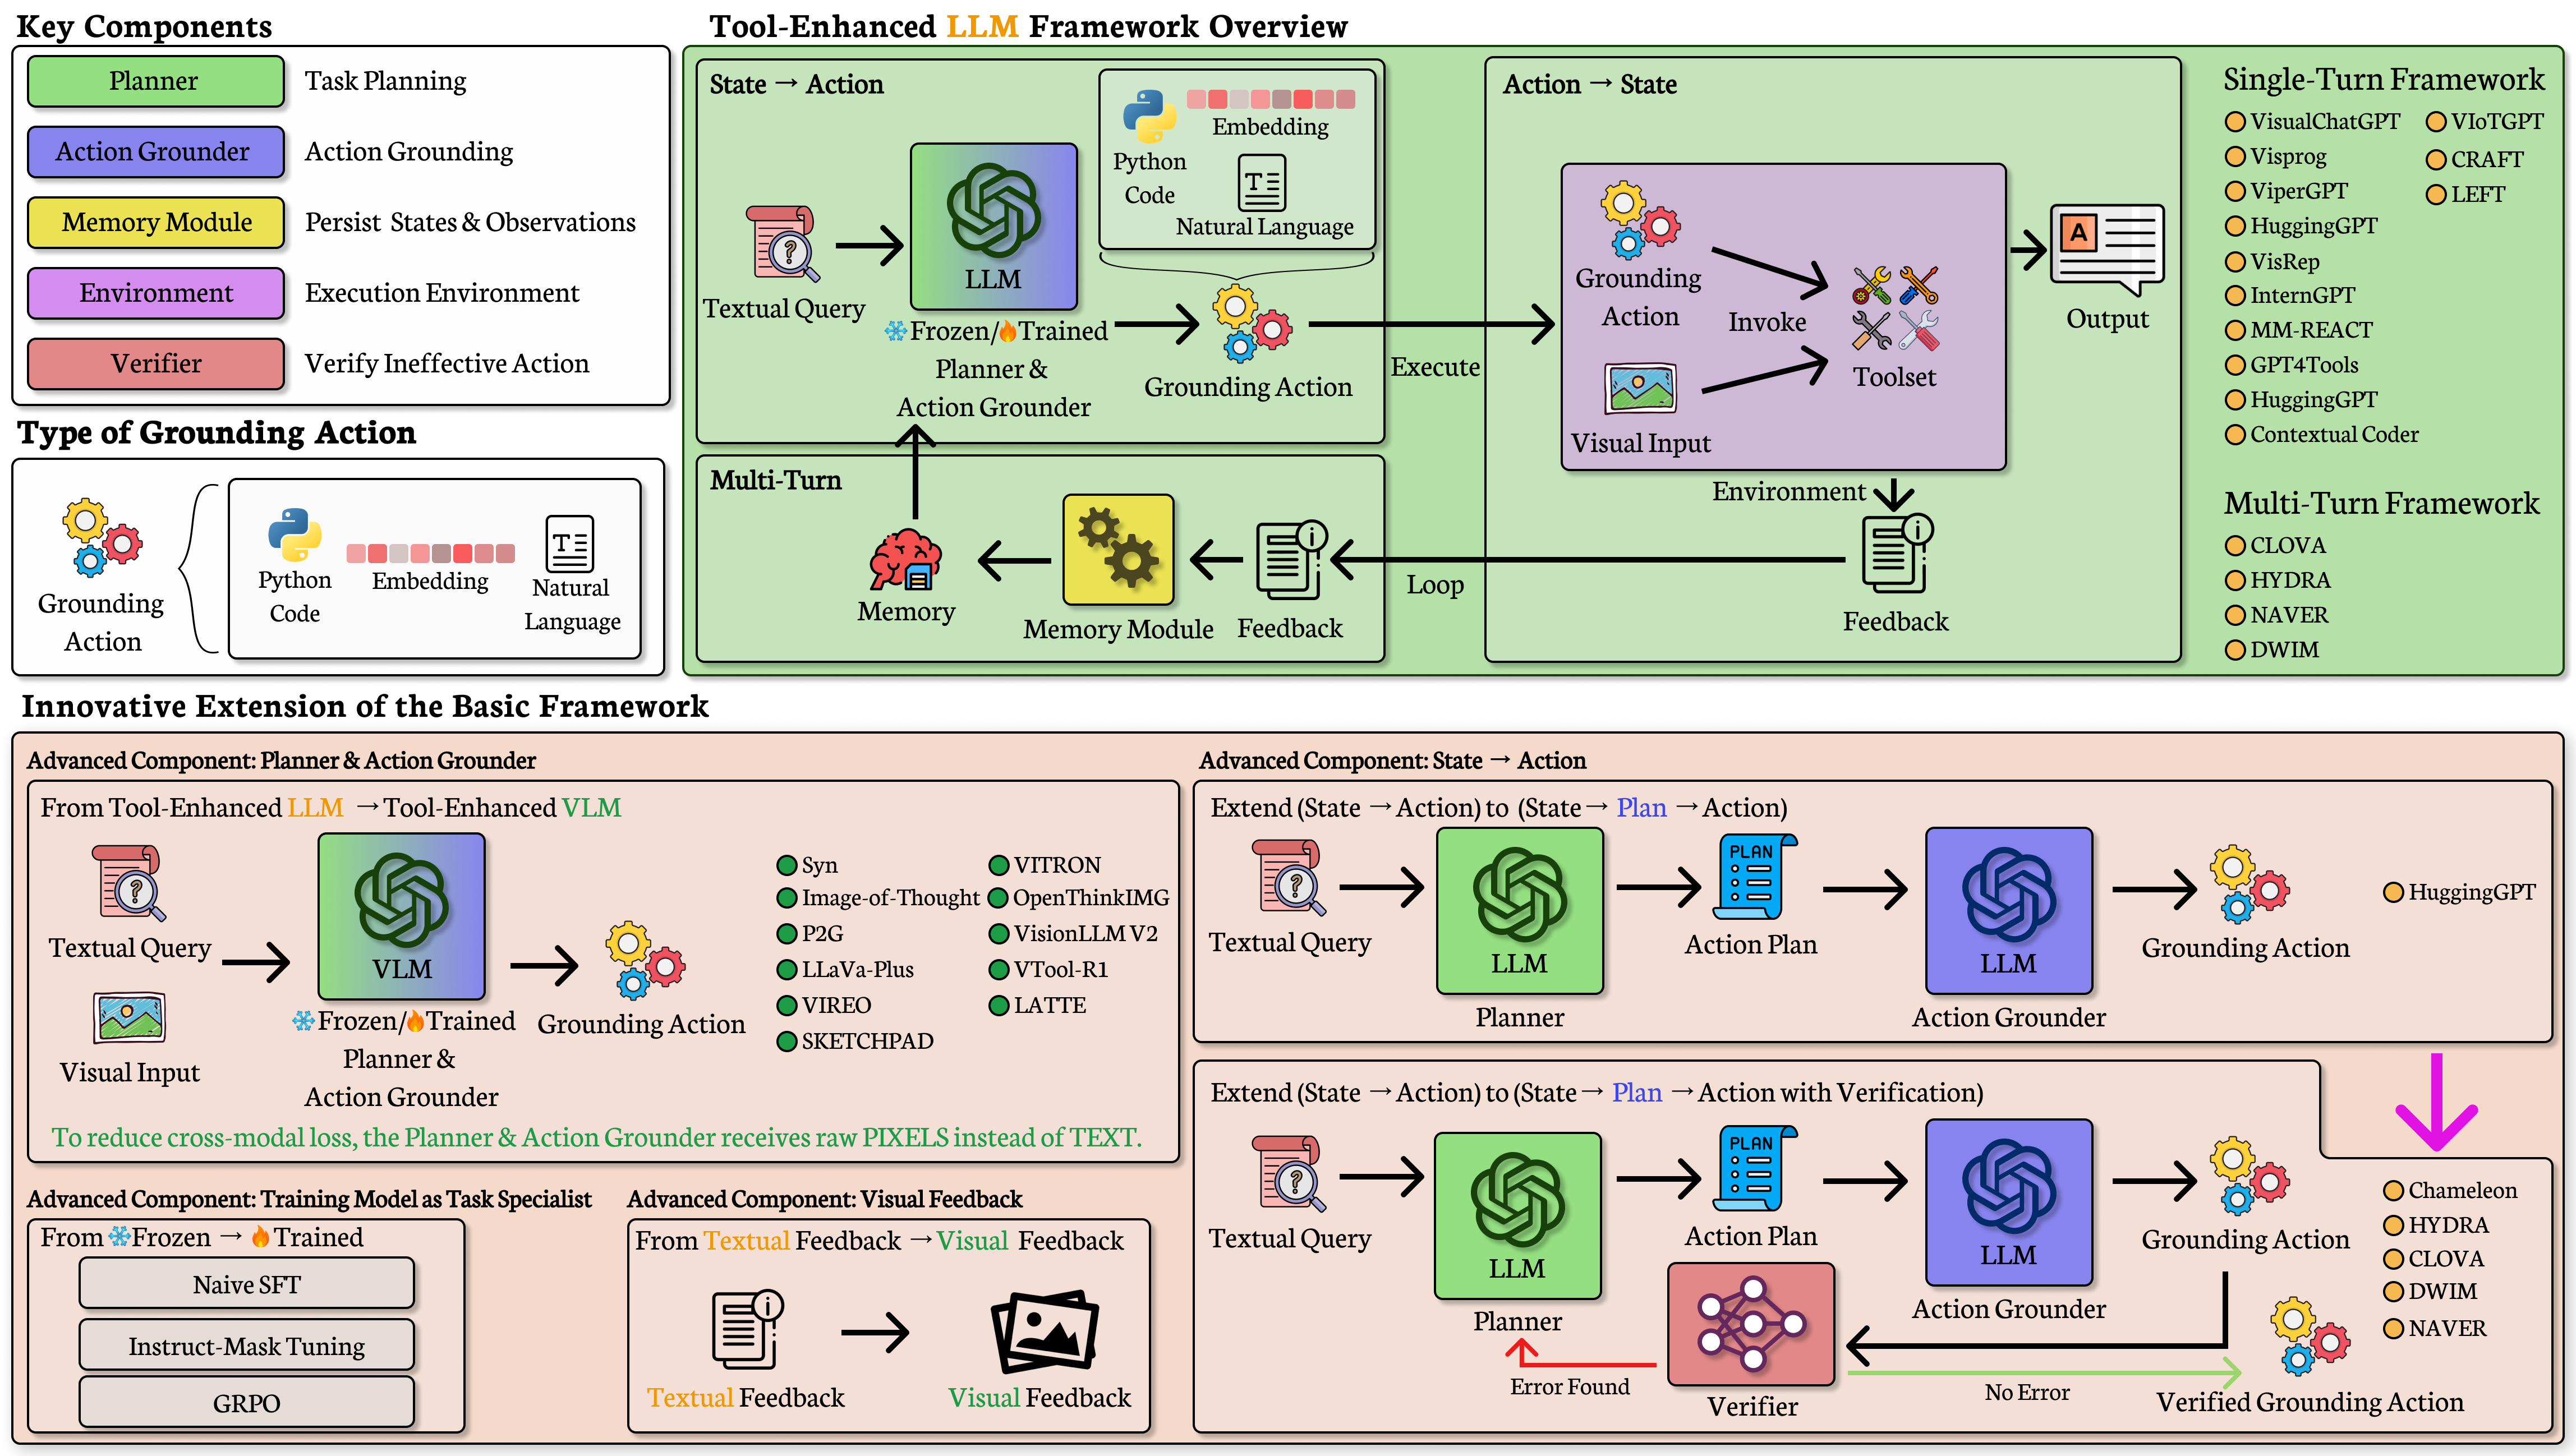 Key Components
Planner
Task Planning
Action Grounder
Action Grounding
Memory Module
Persist States & Observations
Environment
Execution Environment
Verifier
Verify Ineffective Action
Type of Grounding Action
Grounding
Action
Python
Code
Embedding
Natural
Language
Tool-Enhanced LLM Framework Overview
State → Action
Textual Query
LLM
Frozen/Trained
Planner &
Action Grounder
Python
Code
Embedding
Natural Language
Grounding Action
Execute
Action → State
Grounding
Action
Invoke
Toolset
Visual Input
Environment
Output
Feedback
Loop
Multi-Turn
Memory
Memory Module
Feedback
Single-Turn Framework
VisualChatGPT
Visprog
ViperGPT
HuggingGPT
VisRep
InternGPT
MM-REACT
GPT4Tools
HuggingGPT
Contextual Coder
VIoTGPT
CRAFT
LEFT
Multi-Turn Framework
CLOVA
HYDRA
NAVER
DWIM
Innovative Extension of the Basic Framework
Advanced Component: Planner & Action Grounder
From Tool-Enhanced LLM → Tool-Enhanced VLM
Textual Query
Visual Input
VLM
Frozen/Trained
Planner &
Action Grounder
Grounding Action
Syn
Image-of-Thought
P2G
LLaVa-Plus
VIREO
SKETCHPAD
VITRON
OpenThinkIMG
VisionLLM V2
VTool-R1
LATTE
To reduce cross-modal loss, the Planner & Action Grounder receives raw PIXELS instead of TEXT.
Advanced Component: Training Model as Task Specialist
From Frozen → Trained
Naive SFT
Instruct-Mask Tuning
GRPO
Advanced Component: Visual Feedback
From Textual Feedback → Visual Feedback
Textual Feedback
Visual Feedback
Advanced Component: State → Action
Extend (State → Action) to (State → Plan → Action)
Textual Query
LLM
Planner
PLAN
Action Plan
LLM
Action Grounder
Grounding Action
HuggingGPT
Extend (State → Action) to (State → Plan → Action with Verification)
Textual Query
LLM
Planner
PLAN
Action Plan
LLM
Action Grounder
Grounding Action
Error Found
Verifier
No Error
Verified Grounding Action
Chameleon
HYDRA
CLOVA
DWIM
NAVER